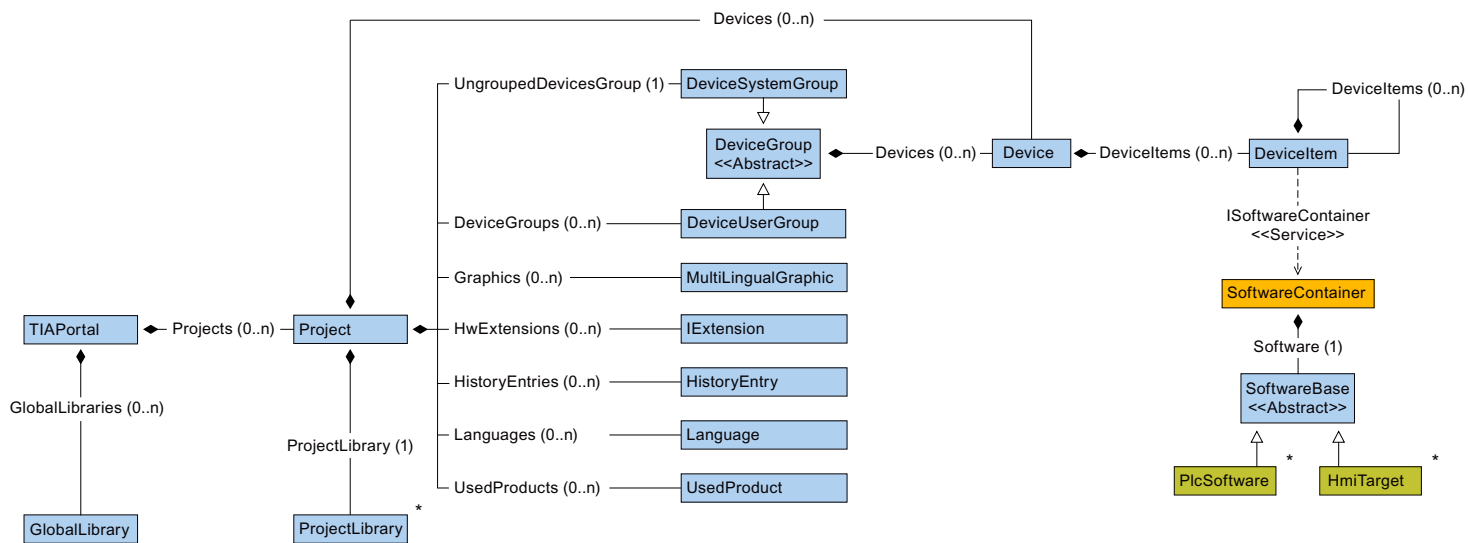 Devices (0..n)
UngroupedDevicesGroup (1)
DeviceSystemGroup
DeviceItems (0..n)
DeviceGroup
<<Abstract>>
Devices (0..n)
Device
DeviceItems (0..n)
DeviceItem
DeviceGroups (0..n)
DeviceUserGroup
ISoftwareContainer
<<Service>>
Graphics (0..n)
MultiLingualGraphic
SoftwareContainer
TIAPortal
Projects (0..n)
Project
HwExtensions (0..n)
IExtension
Software (1)
HistoryEntries (0..n)
HistoryEntry
SoftwareBase
<<Abstract>>
GlobalLibraries (0..n)
Languages (0..n)
Language
ProjectLibrary (1)
*
*
PlcSoftware
HmiTarget
UsedProducts (0..n)
UsedProduct
*
GlobalLibrary
ProjectLibrary